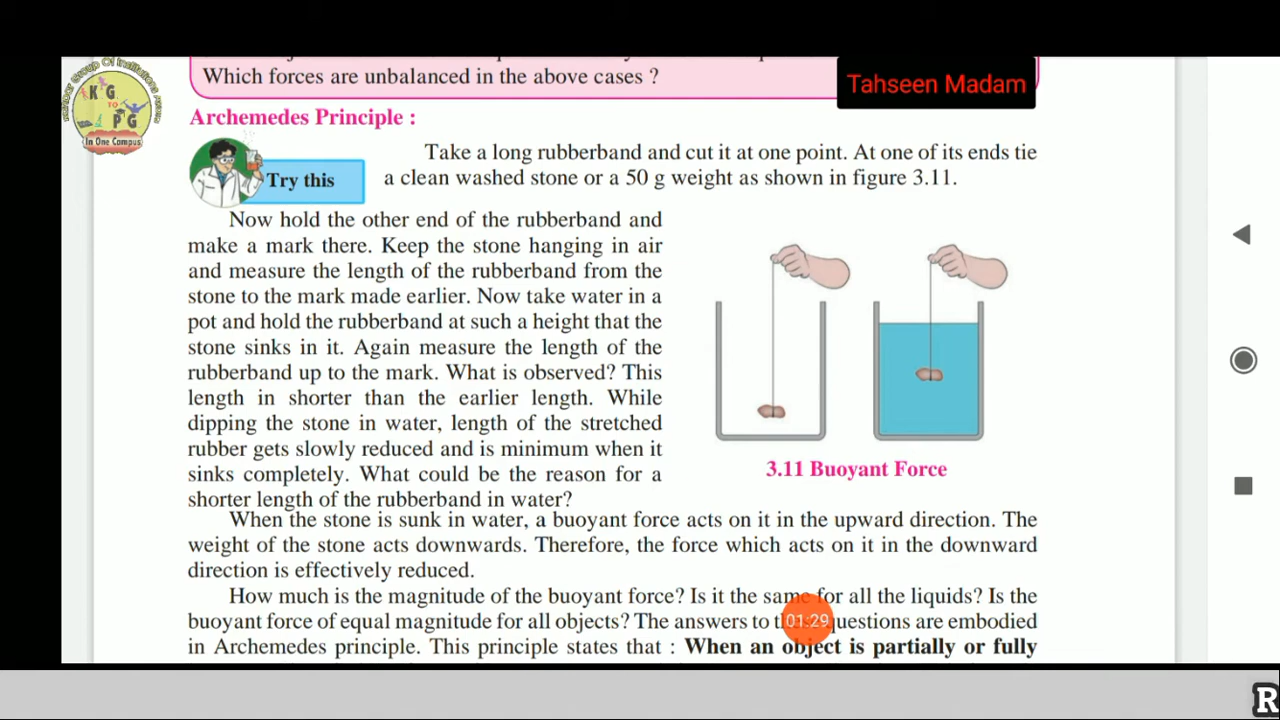 Which forces are unbalanced in the above cases ?
Tahseen Madam
K G
TO
P G
In One Campus
Archemedes Principle :
Try this
Take a long rubberband and cut it at one point. At one of its ends tie
a clean washed stone or a 50 g weight as shown in figure 3.11.
Now hold the other end of the rubberband and
make a mark there. Keep the stone hanging in air
and measure the length of the rubberband from the
stone to the mark made earlier. Now take water in a
pot and hold the rubberband at such a height that the
stone sinks in it. Again measure the length of the
rubberband up to the mark. What is observed? This
length in shorter than the earlier length. While
dipping the stone in water, length of the stretched
rubber gets slowly reduced and is minimum when it
sinks completely. What could be the reason for a
shorter length of the rubberband in water?
3.11 Buoyant Force
When the stone is sunk in water, a buoyant force acts on it in the upward direction. The
weight of the stone acts downwards. Therefore, the force which acts on it in the downward
direction is effectively reduced.
How much is the magnitude of the buoyant force? Is it the same for all the liquids? Is the
buoyant force of equal magnitude for all objects? The answers to questions are embodied
01:29
in Archemedes principle. This principle states that : When an object is partially or fully
R